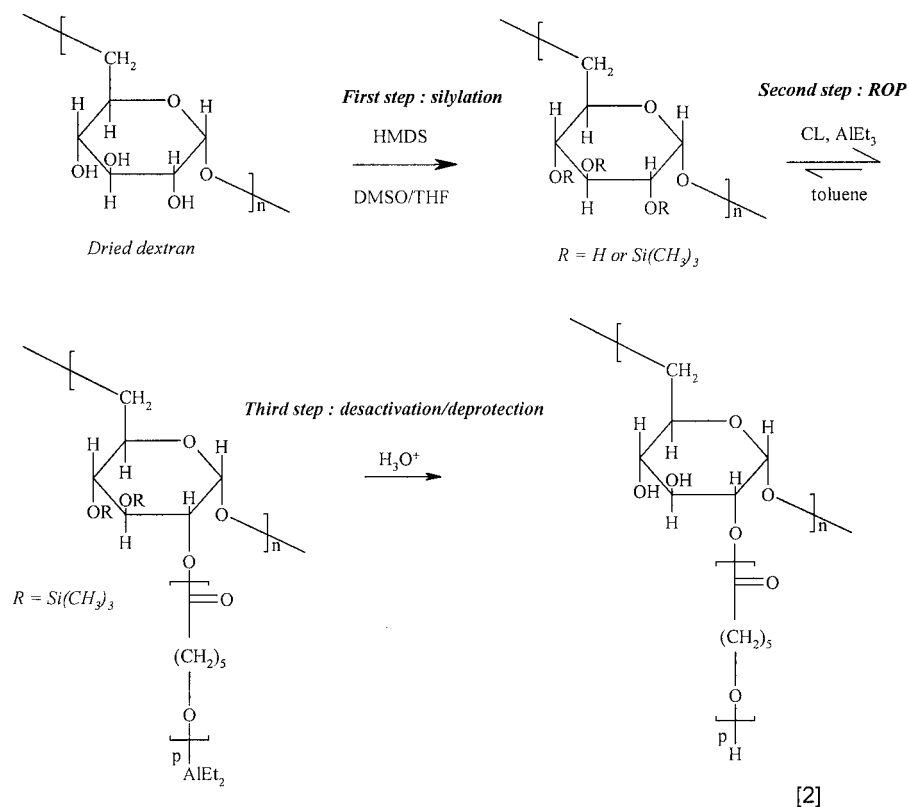 [
CH2
H
O
H
H
OH
OH
H
H
O
]n
OH
Dried dextran
First step : silylation
HMDS
DMSO/THF
[
CH2
H
O
H
H
OR
OR
H
H
O
]n
OR
R = H or Si(CH3)3
Second step : ROP
CL, AlEt3
toluene
[
CH2
H
O
H
H
OR
OR
H
H
O
]n
O
O
(CH2)5
O
p
AlEt2
R = Si(CH3)3
Third step : desactivation/deprotection
H3O+
[
CH2
H
O
H
H
OH
OH
H
H
O
]n
O
O
(CH2)5
O
p
H
[2]